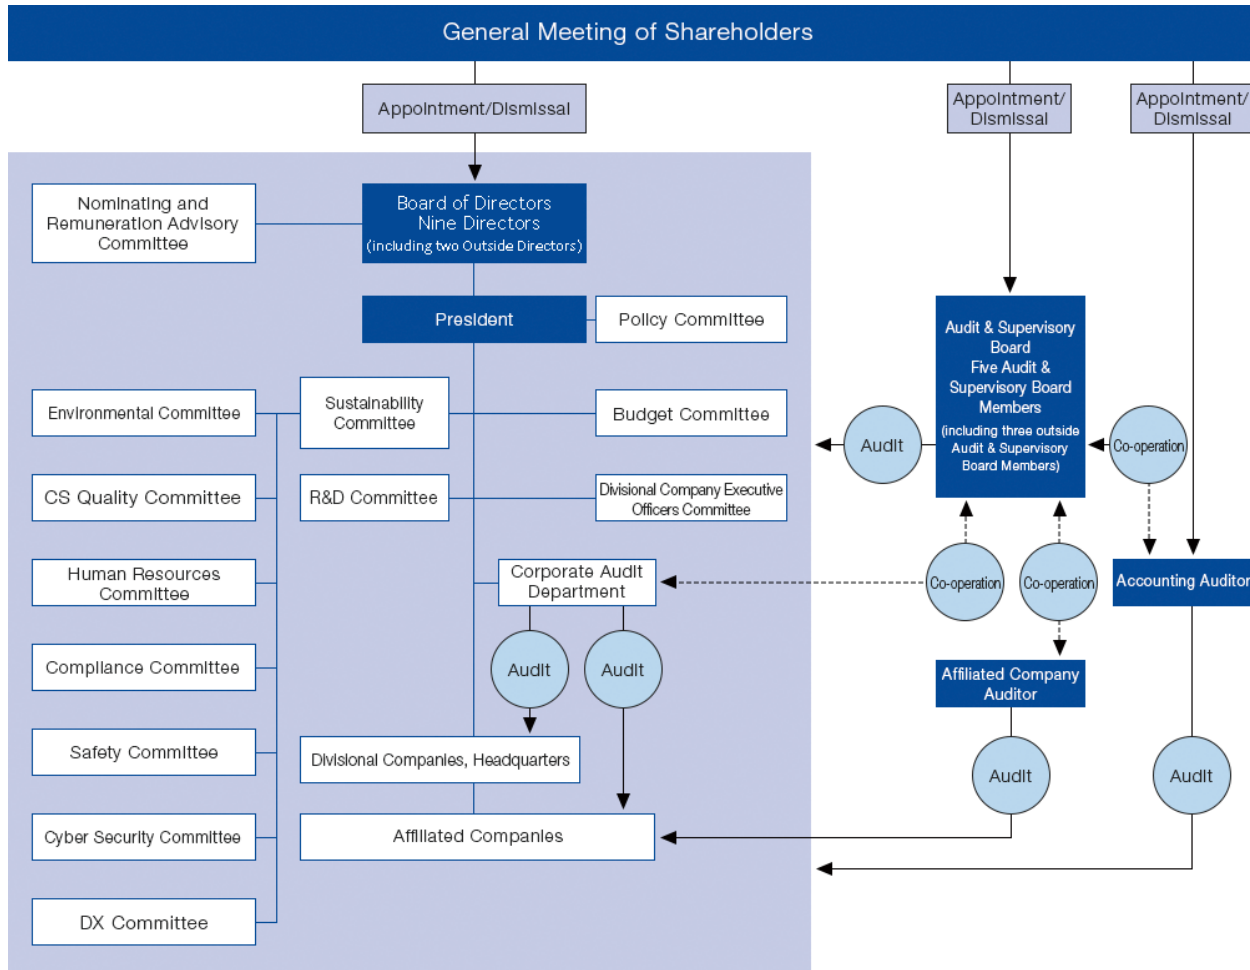 General Meeting of Shareholders
Appointment/Dismissal
Appointment/
Dismissal
Appointment/
Dismissal
Nominating and
Remuneration Advisory
Committee
Board of Directors
Nine Directors
(including two Outside Directors)
President
Policy Committee
Audit & Supervisory
Board
Five Audit &
Supervisory Board
Members
(including three outside
Audit & Supervisory
Board Members)
Environmental Committee
Sustainability
Committee
Budget Committee
Audit
Co-operation
CS Quality Committee
R&D Committee
Divisional Company Executive
Officers Committee
Human Resources
Committee
Corporate Audit
Department
Co-operation
Co-operation
Accounting Auditor
Compliance Committee
Audit
Audit
Affiliated Company
Auditor
Safety Committee
Divisional Companies, Headquarters
Audit
Audit
Cyber Security Committee
Affiliated Companies
DX Committee